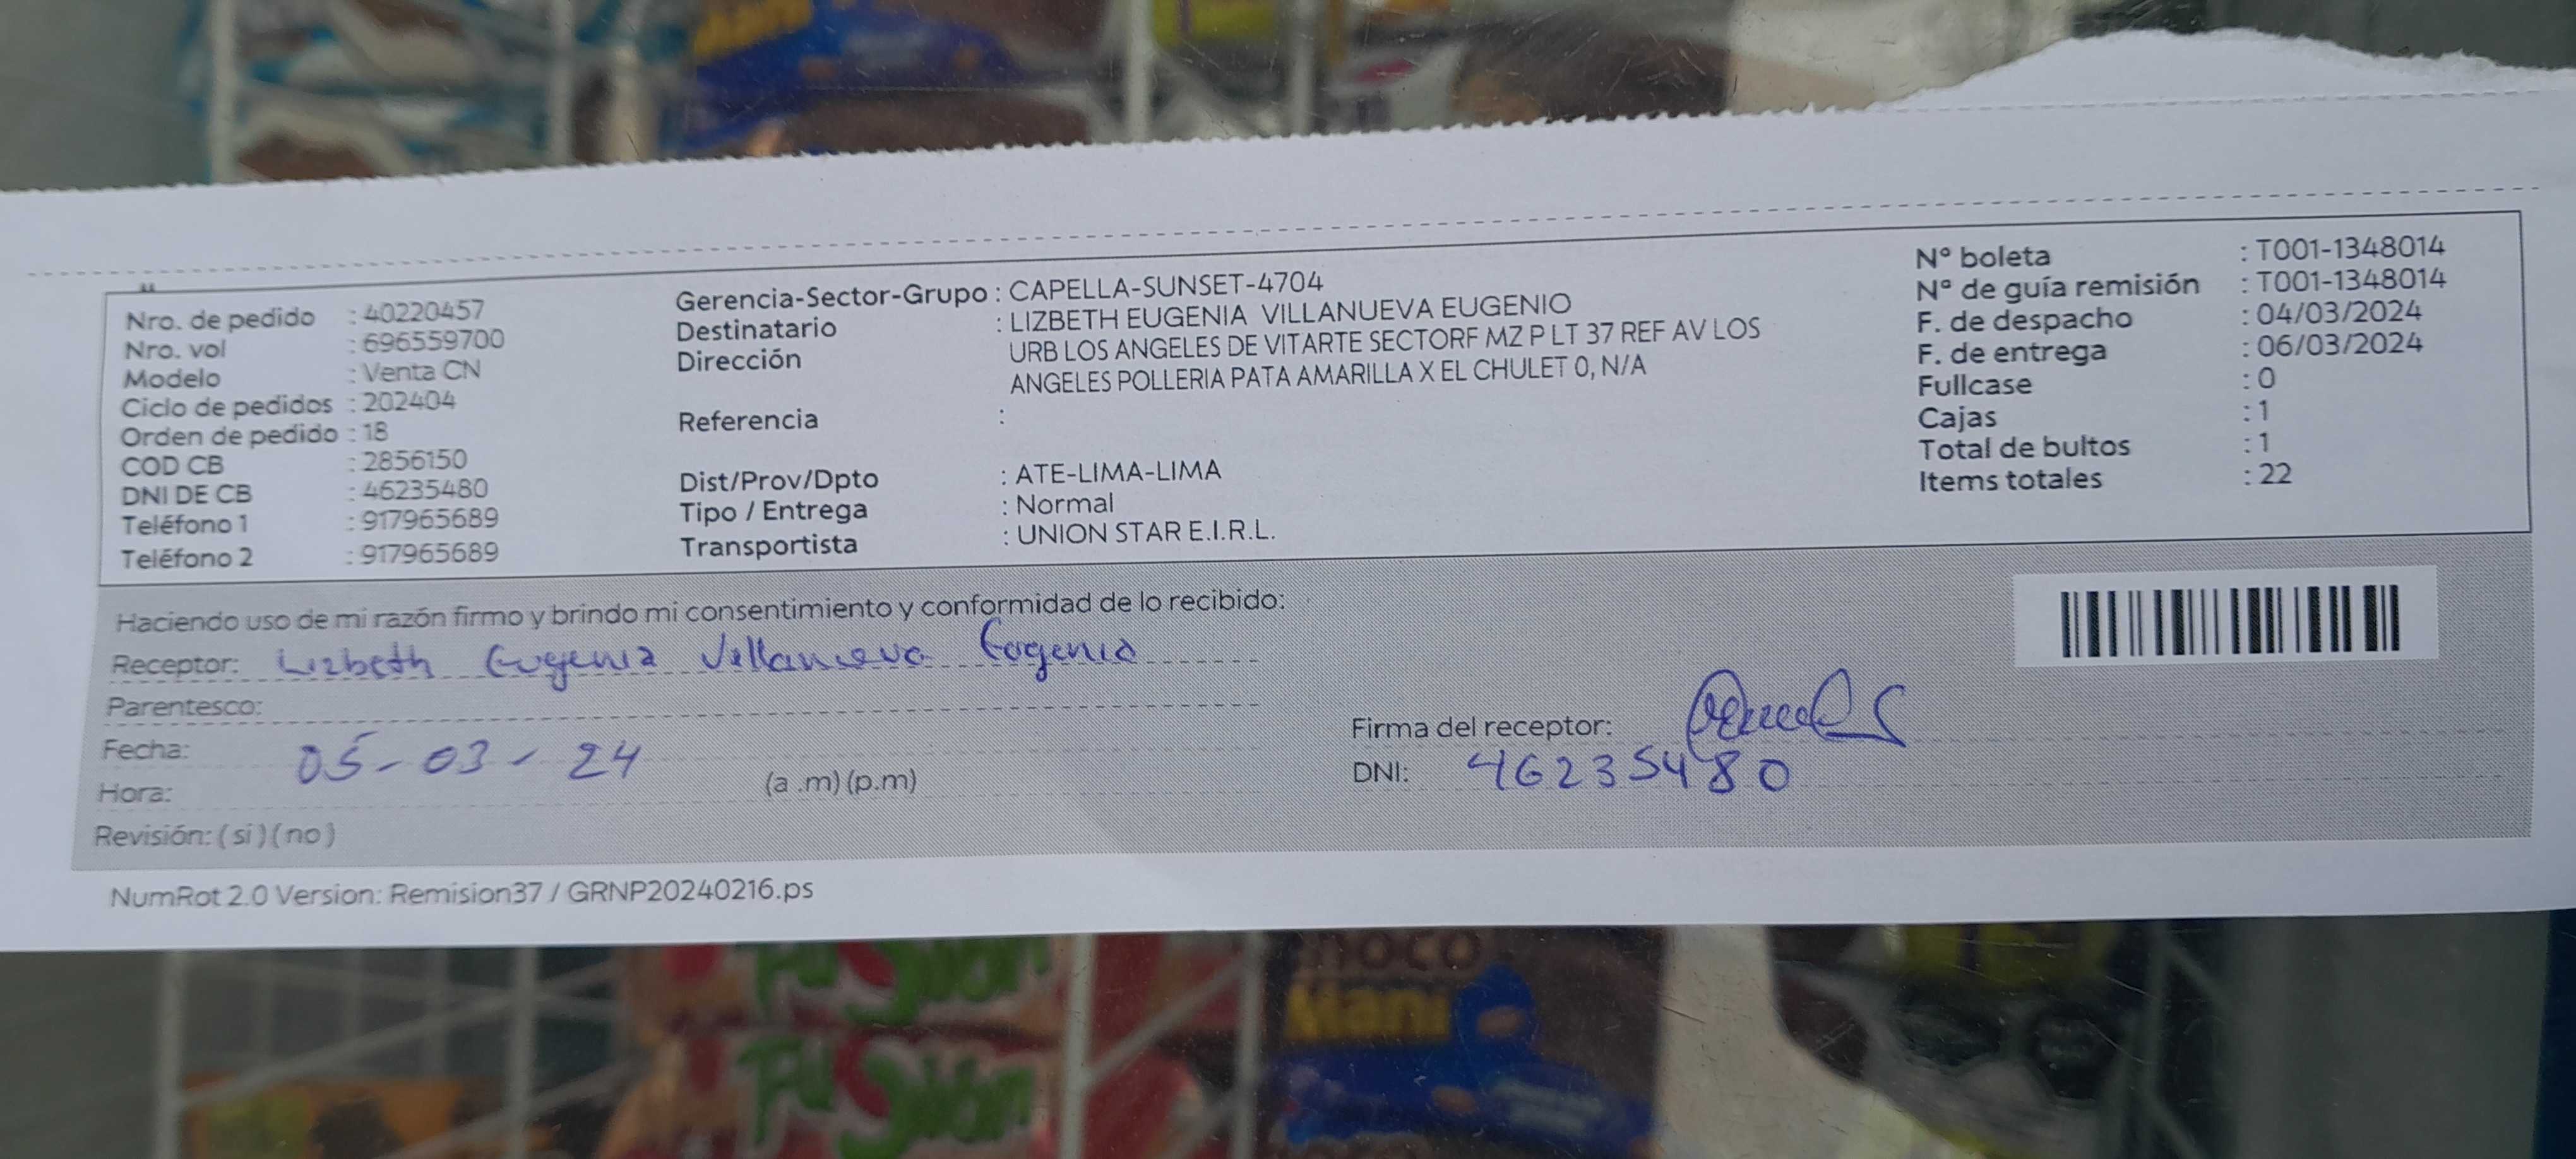 Nro. de pedido : 40220457
Nro. vol : 696559700
Modelo : Venta CN
Ciclo de pedidos : 202404
Orden de pedido : 18
COD CB : 2856150
DNI DE CB : 46235480
Teléfono 1 : 917965689
Teléfono 2 : 917965689
Gerencia-Sector-Grupo : CAPELLA-SUNSET-4704
Destinatario : LIZBETH EUGENIA VILLANUEVA EUGENIO
Dirección URB LOS ANGELES DE VITARTE SECTORF MZ P LT 37 REF AV LOS
ANGELES POLLERIA PATA AMARILLA X EL CHULET 0, N/A
Referencia :
Dist/Prov/Dpto : ATE-LIMA-LIMA
Tipo / Entrega : Normal
Transportista : UNION STAR E.I.R.L.
Nº boleta : T001-1348014
Nº de guía remisión : T001-1348014
F. de despacho : 04/03/2024
F. de entrega : 06/03/2024
Fullcase : 0
Cajas : 1
Total de bultos : 1
Items totales : 22
Haciendo uso de mi razón firmo y brindo mi consentimiento y conformidad de lo recibido:
Receptor: Lizbeth Eugenia Villanueva Eugenio
Parentesco:
Fecha: 05-03-24
Hora: (a .m) (p.m)
Revisión: ( si ) ( no )
Firma del receptor:
DNI: 46235480
NumRot 2.0 Version: Remision37 / GRNP20240216.ps
choco
Mani